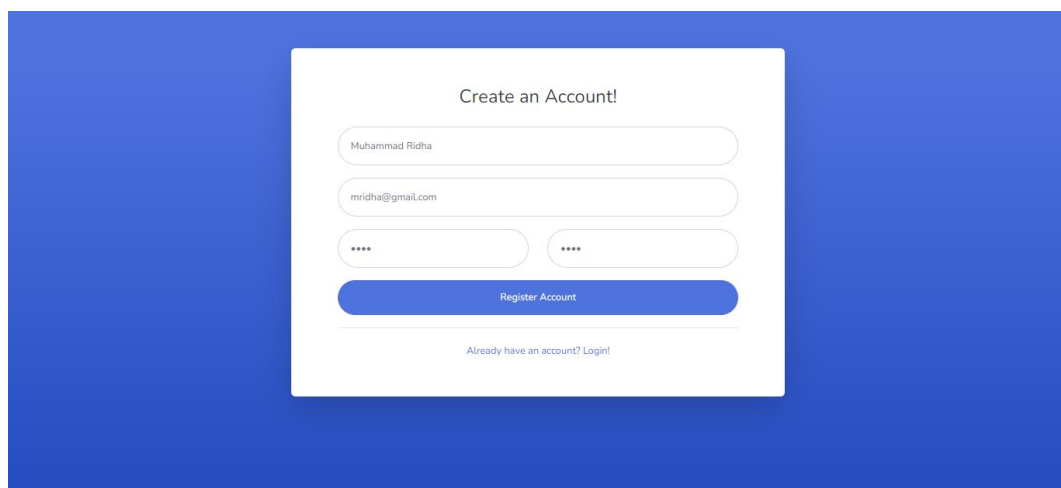 Create an Account!
Muhammad Ridha
mridha@gmail.com
•••• ••••
Register Account
Already have an account? Login!